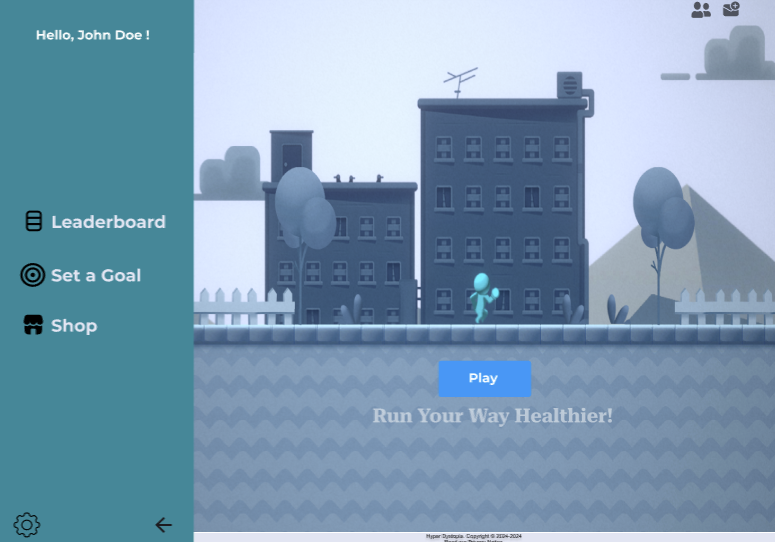 Hello, John Doe !
Leaderboard
Set a Goal
Shop
Play
Run Your Way Healthier!
Hyper Dystopia Copyright © 2024-2024